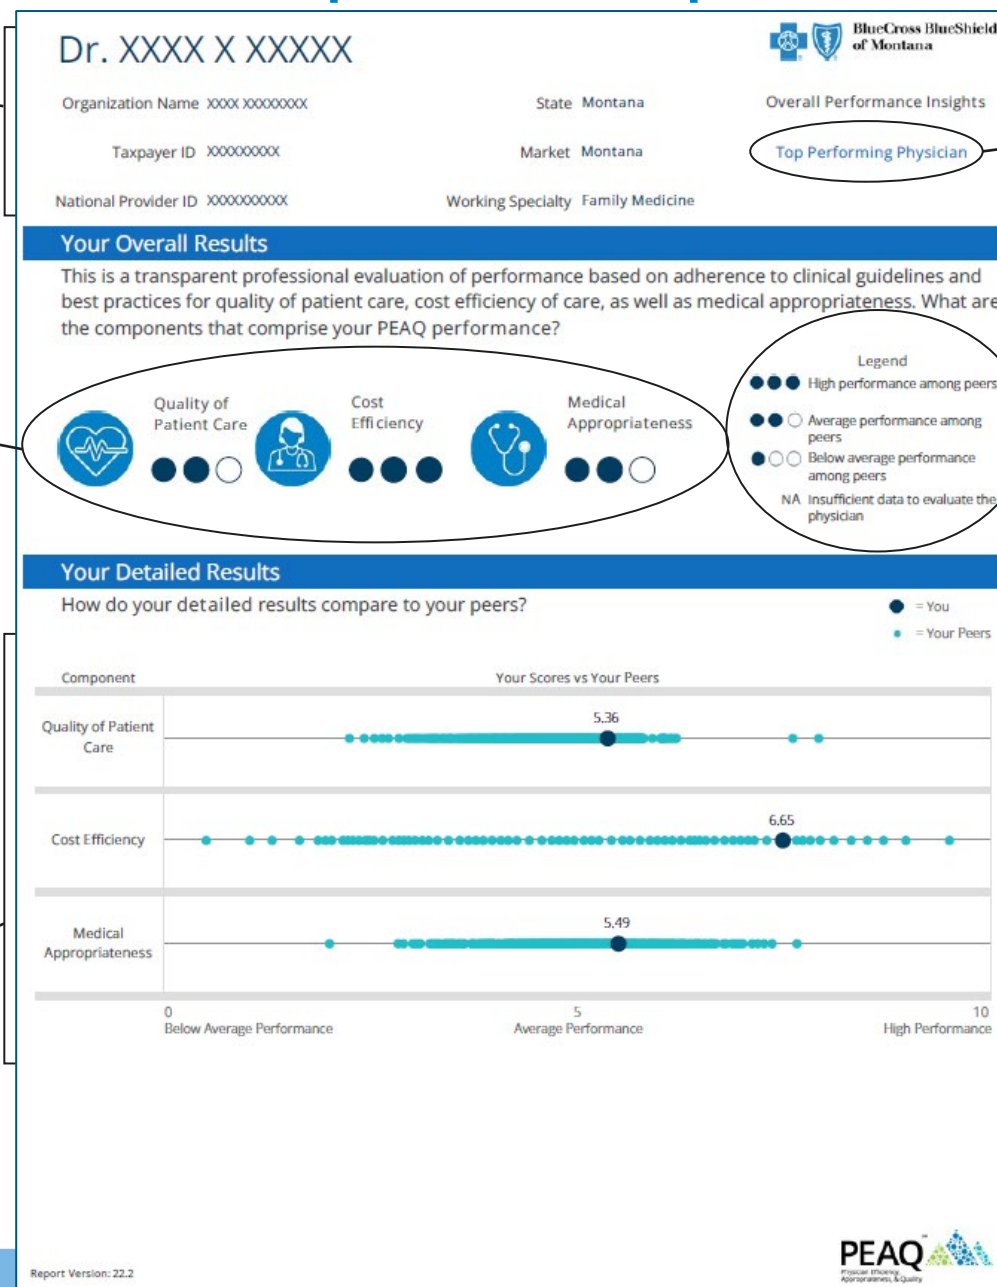 Dr. XXXX X XXXXX
BlueCross BlueShield
of Montana
Organization Name XXXX XXXXXXXX
State Montana
Overall Performance Insights
Taxpayer ID XXXXXXXXX
Market Montana
Top Performing Physician
National Provider ID XXXXXXXXXX
Working Specialty Family Medicine
Your Overall Results
This is a transparent professional evaluation of performance based on adherence to clinical guidelines and
best practices for quality of patient care, cost efficiency of care, as well as medical appropriateness. What are
the components that comprise your PEAQ performance?
Quality of
Patient Care
Cost
Efficiency
Medical
Appropriateness
Legend
High performance among peers
Average performance among
peers
Below average performance
among peers
NA Insufficient data to evaluate the
physician
Your Detailed Results
How do your detailed results compare to your peers?
= You
= Your Peers
Component
Your Scores vs Your Peers
Quality of Patient
Care
5.36
Cost Efficiency
6.65
Medical
Appropriateness
5.49
0
5
10
Below Average Performance
Average Performance
High Performance
Report Version: 22.2
PEAQ
Physician Efficiency,
Appropriateness, & Quality